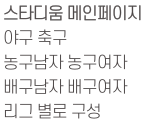 스타디움 메인페이지
야구 축구
농구남자 농구여자
배구남자 배구여자
리그 별로 구성